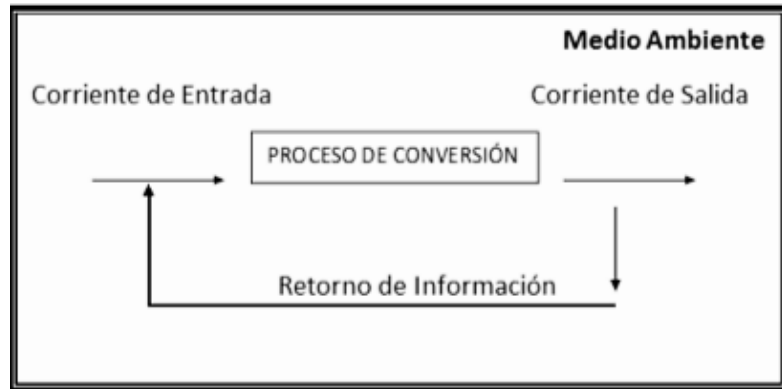 Medio Ambiente
Corriente de Entrada
Corriente de Salida
PROCESO DE CONVERSIÓN
Retorno de Información